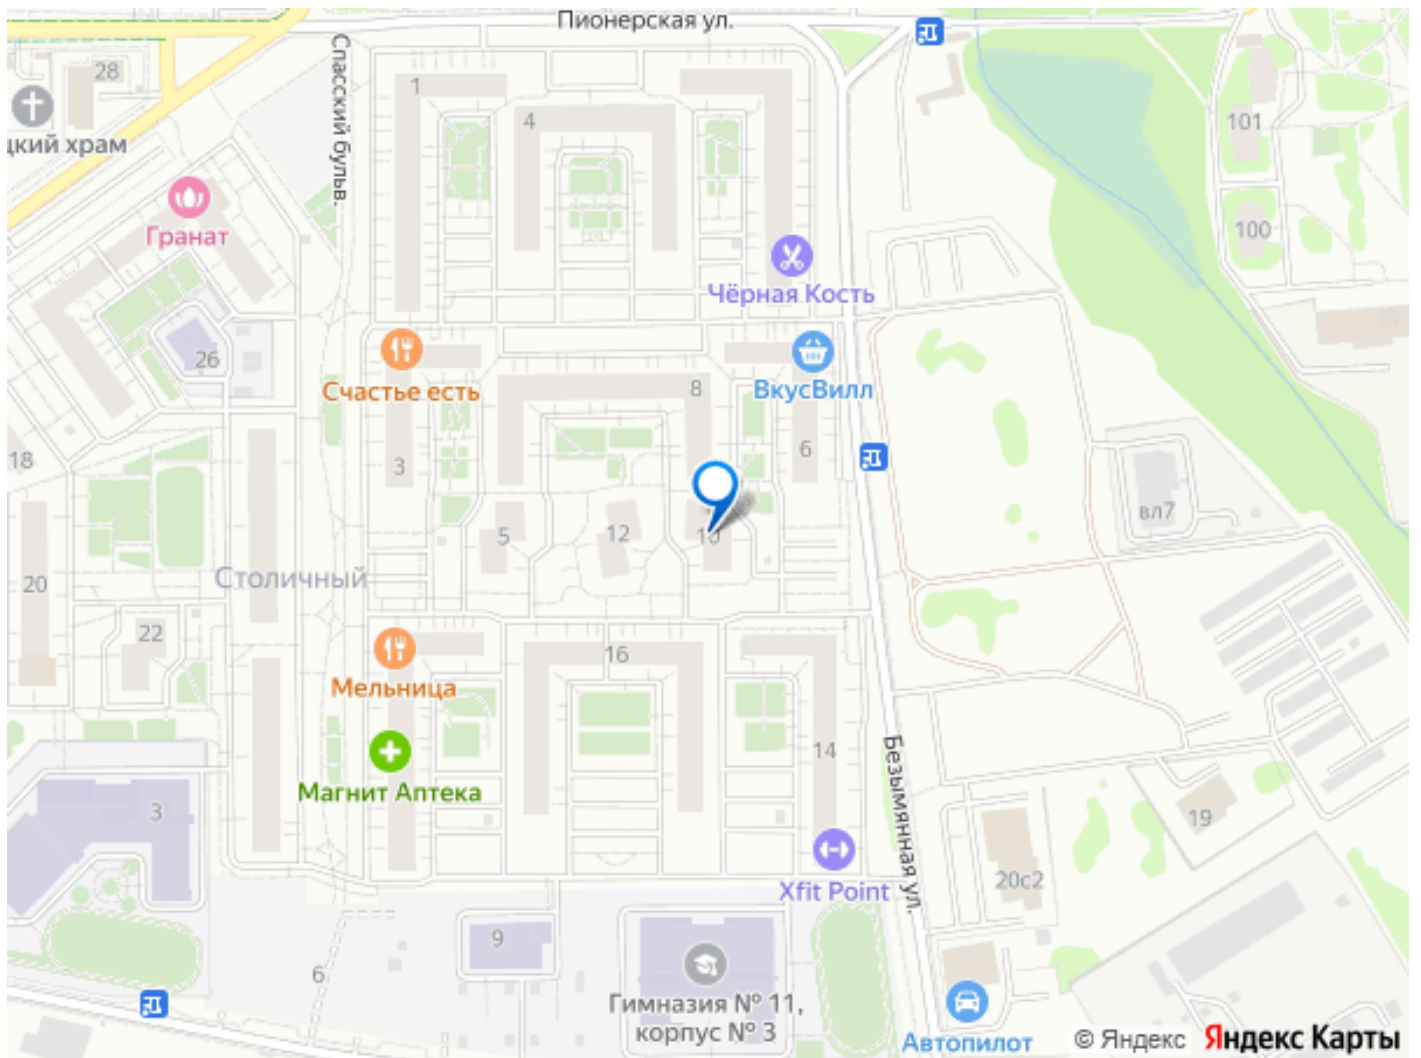 Пионерская ул.
Спасский бульв.
28
1
4
101
цкий храм
100
Гранат
Чёрная Кость
26
Счастье есть
8
ВкусВилл
18
3
6
5
12
10
вл7
Столичный
20
22
16
Мельница
14
Безымянная ул.
Магнит Аптека
3
19
Xfit Point
20с2
9
6
Гимназия № 11,
корпус № 3
Автопилот
© Яндекс Яндекс Карты